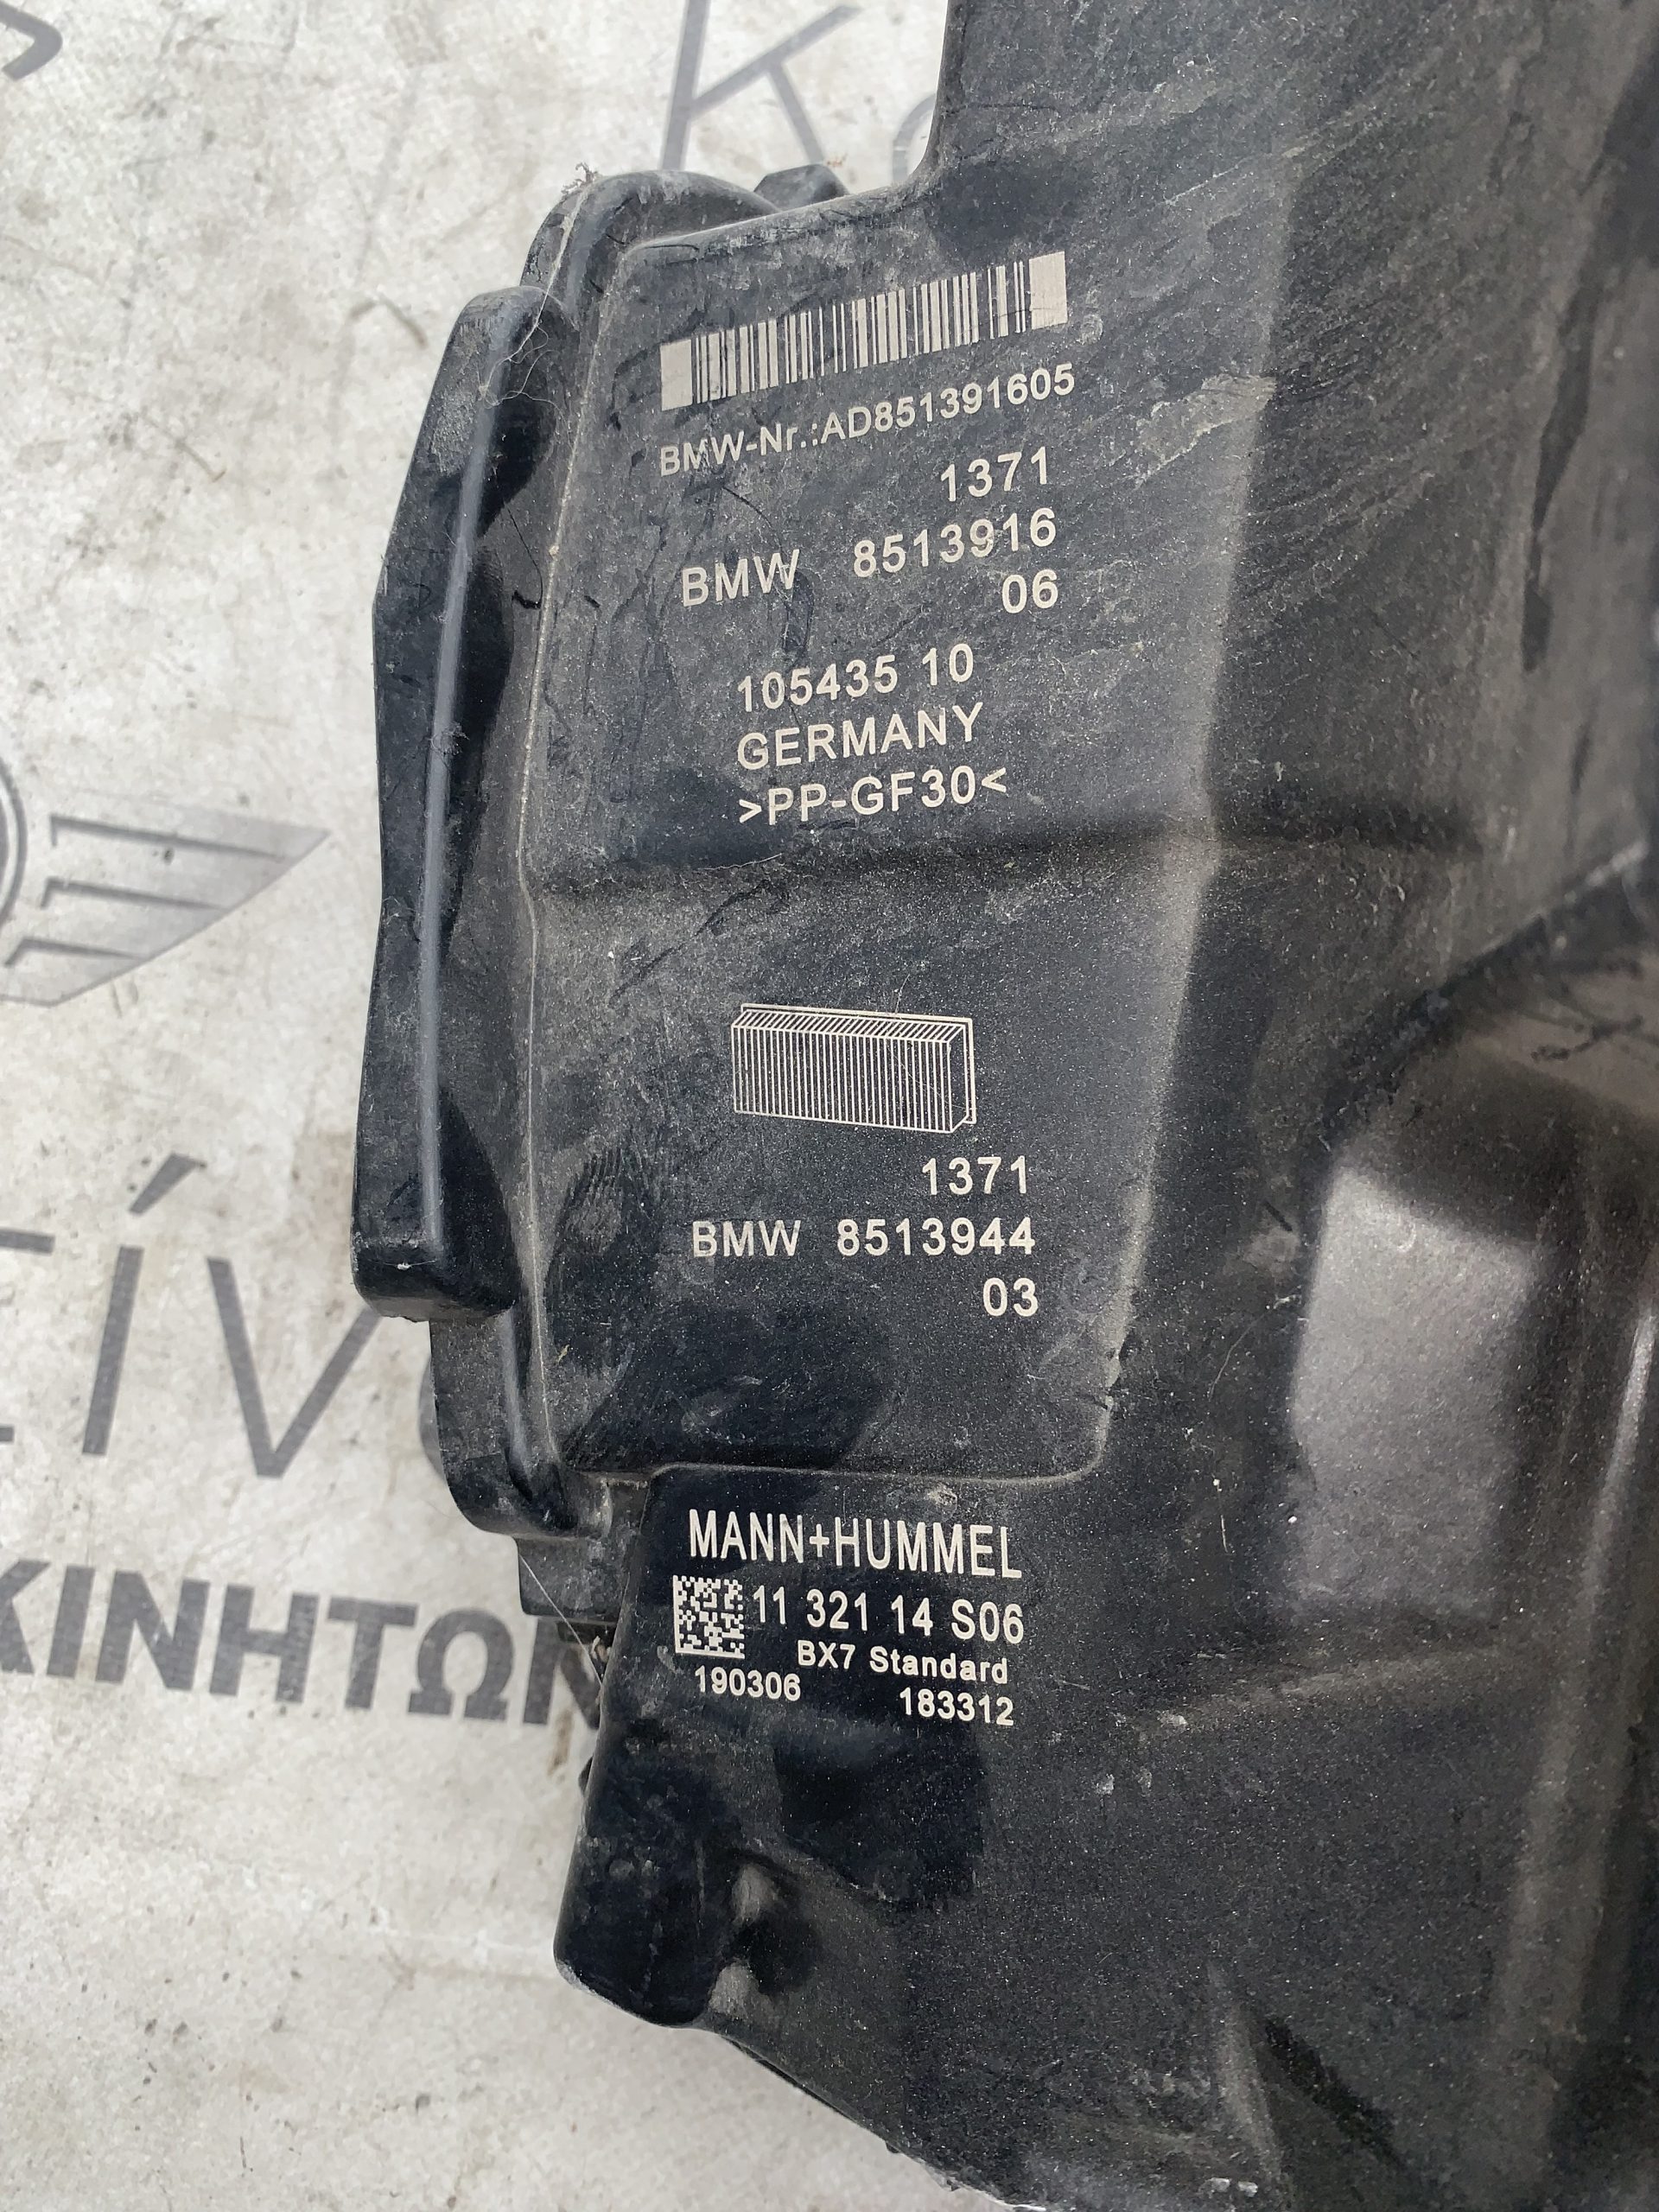 BMW-Nr.:AD851391605
1371
BMW 8513916
06
105435 10
GERMANY
>PP-GF30<
1371
BMW 8513944
03
MANN+HUMMEL
11 321 14 S06
BX7 Standard
190306 183312
ΚΙΝΗΤΩΝ